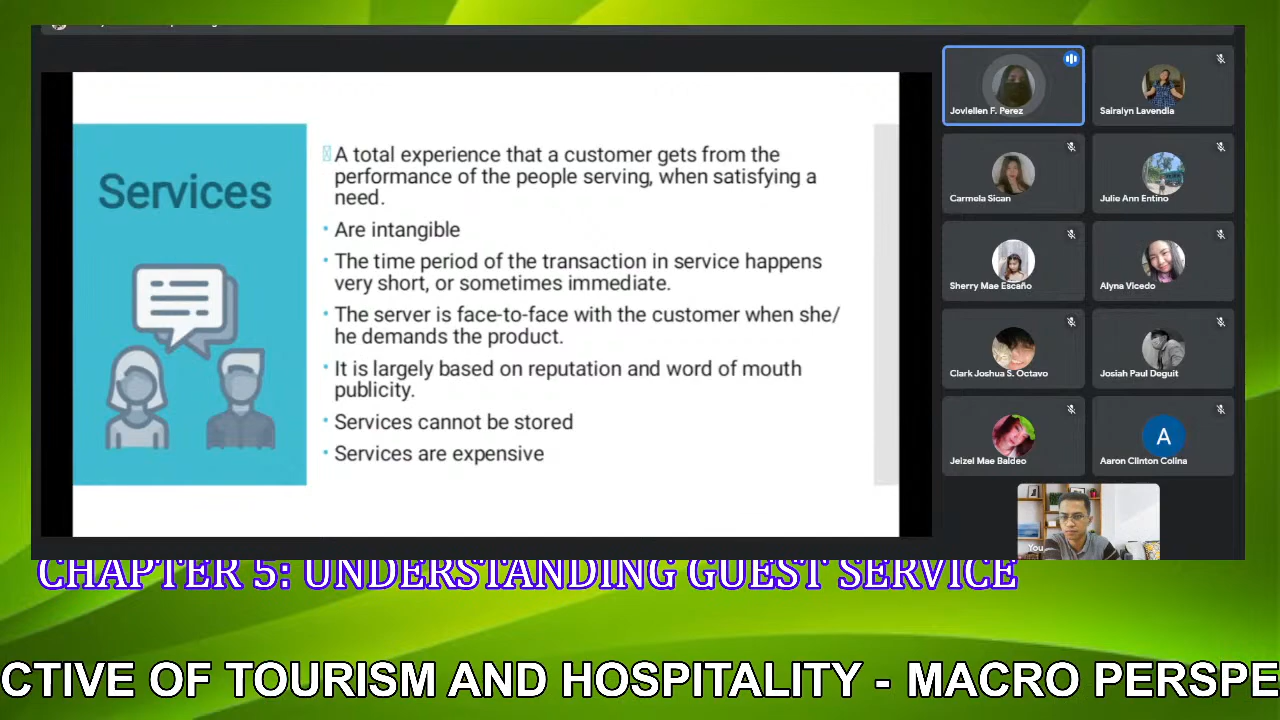 Services
A total experience that a customer gets from the
performance of the people serving, when satisfying a
need.
• Are intangible
• The time period of the transaction in service happens
very short, or sometimes immediate.
• The server is face-to-face with the customer when she/
he demands the product.
• It is largely based on reputation and word of mouth
publicity.
• Services cannot be stored
• Services are expensive
Joviellen F. Perez
Sairalyn Lavendia
Carmela Sican
Julie Ann Entino
Sherry Mae Escaño
Alyna Vicedo
Clark Joshua S. Octavo
Josiah Paul Deguit
Jeizel Mae Baldeo
A
Aaron Clinton Colina
You
CHAPTER 5: UNDERSTANDING GUEST SERVICE
CTIVE OF TOURISM AND HOSPITALITY - MACRO PERSPE